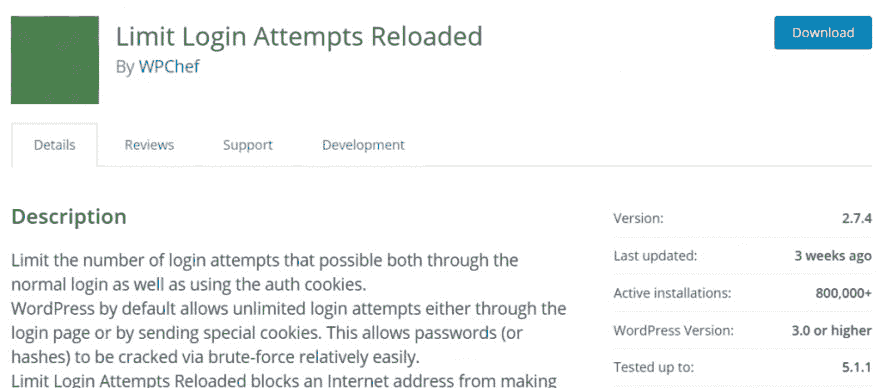 Limit Login Attempts Reloaded
Download
By WPChef
Details
Reviews
Support
Development
Description
Limit the number of login attempts that possible both through the
normal login as well as using the auth cookies.
WordPress by default allows unlimited login attempts either through the
login page or by sending special cookies. This allows passwords (or
hashes) to be cracked via brute-force relatively easily.
Limit Login Attempts Reloaded blocks an Internet address from making
Version: 2.7.4
Last updated: 3 weeks ago
Active installations: 800,000+
WordPress Version: 3.0 or higher
Tested up to: 5.1.1